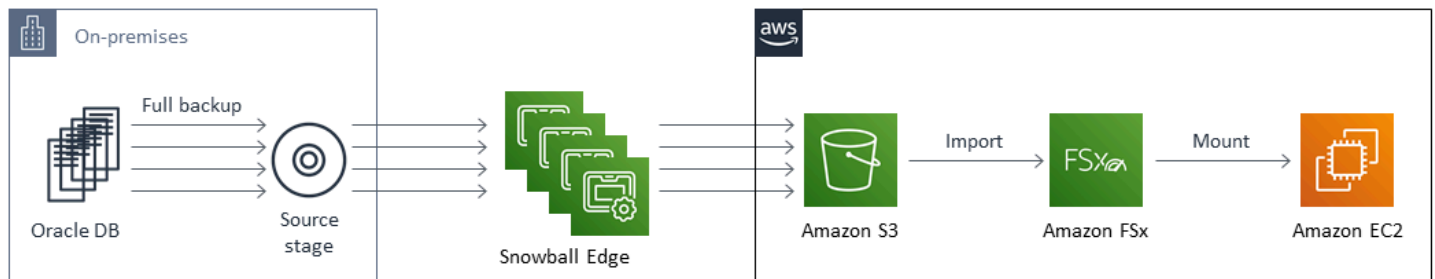 On-premises
aws
Full backup
Import
Mount
FSx
Oracle DB
Source
stage
Snowball Edge
Amazon S3
Amazon FSx
Amazon EC2